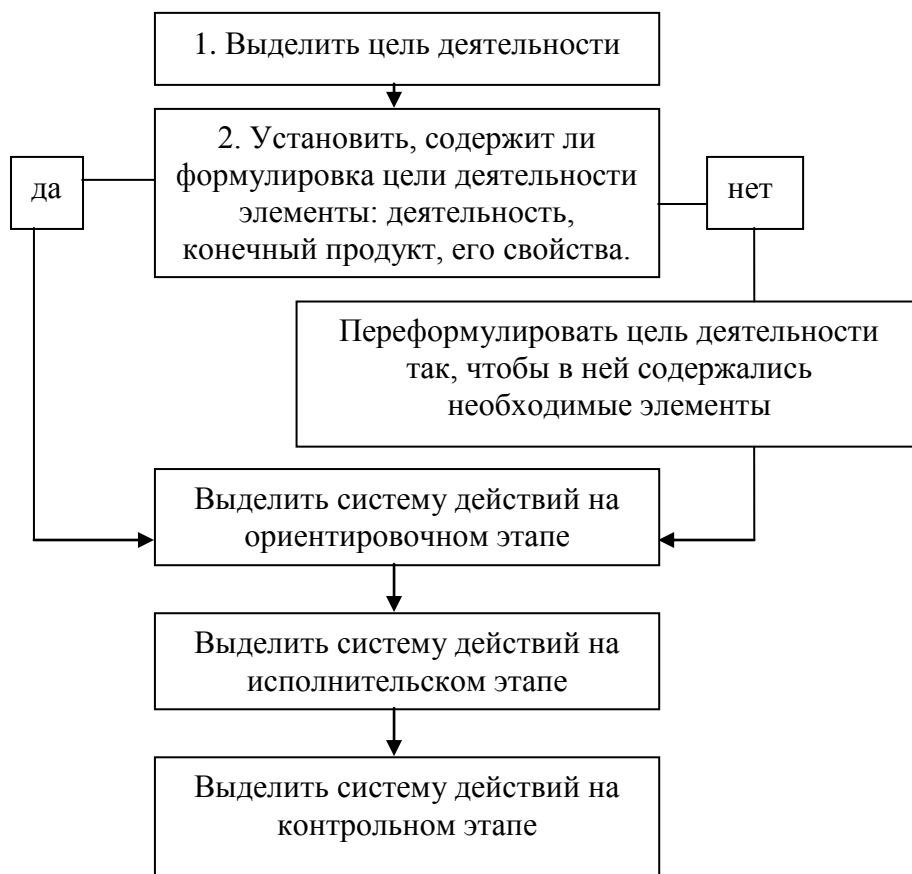 1. Выделить цель деятельности
2. Установить, содержит ли
формулировка цели деятельности
элементы: деятельность,
конечный продукт, его свойства.
да
нет
Переформулировать цель деятельности
так, чтобы в ней содержались
необходимые элементы
Выделить систему действий на
ориентировочном этапе
Выделить систему действий на
исполнительском этапе
Выделить систему действий на
контрольном этапе